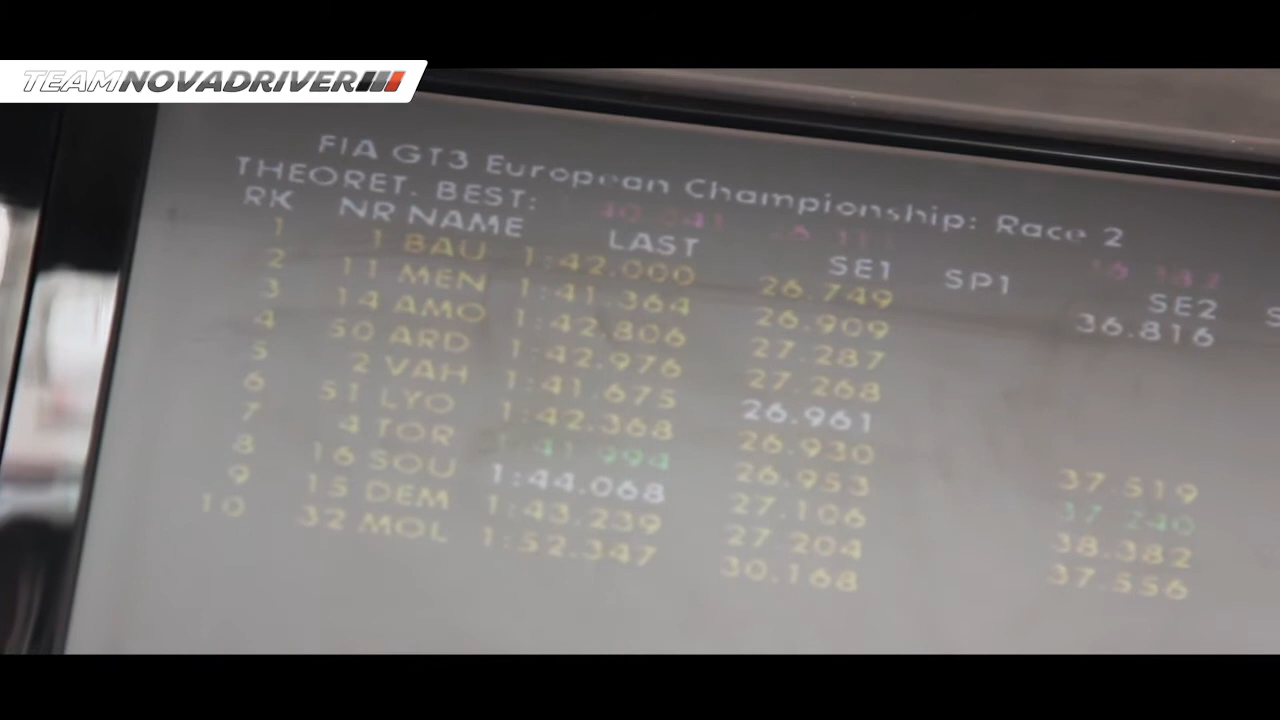 TEAMNOVADRIVER
FIA GT3 European Championship: Race 2
THEORET. BEST:
RK NR NAME LAST SE1 SP1 SE2
1 1 BAU 1:42.000 26.749 36.816
2 11 MEN 1:41.364 26.909
3 14 AMO 1:42.806 27.287
4 50 ARD 1:42.976 27.268
5 2 VAH 1:41.675 26.961
6 51 LYO 1:42.368 26.930 37.519
7 4 TOR 1:41.994 26.953 37.240
8 16 SOU 1:44.068 27.106 38.382
9 15 DEM 1:43.239 27.204 37.556
10 32 MOL 1:52.347 30.168